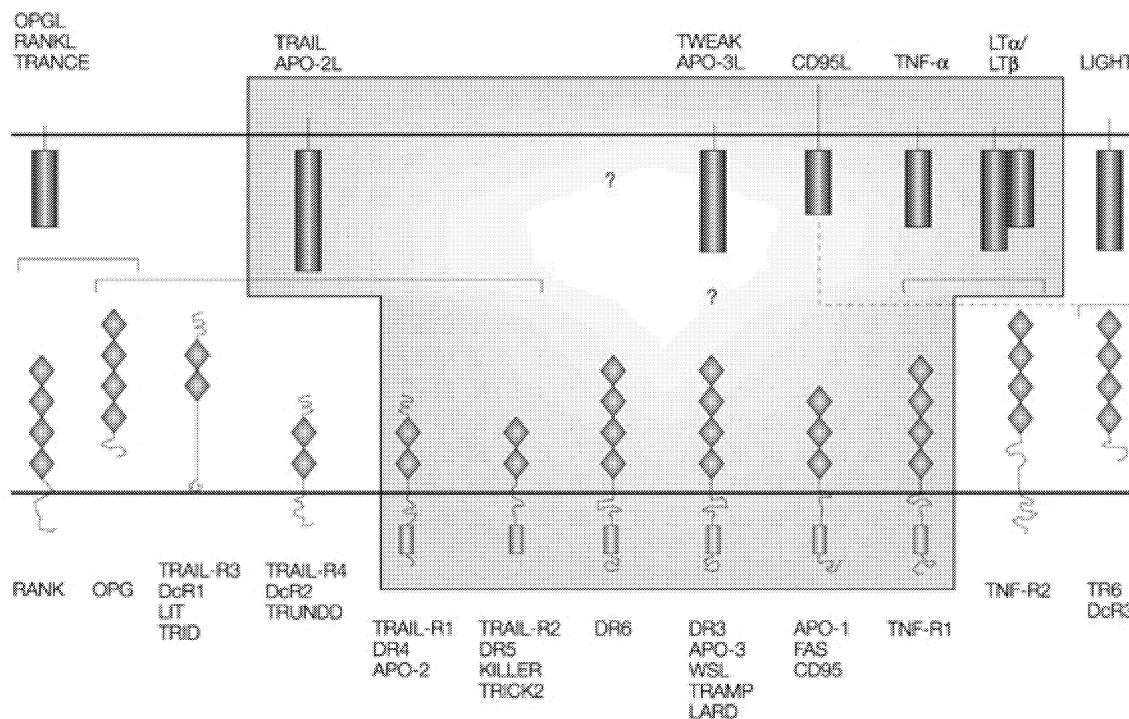 OPGL
RANKL
TRANCE
TRAIL
APO-2L
TWEAK
APO-3L
CD95L
TNF-α
LTα/
LTβ
LIGHT
?
?
RANK
OPG
TRAIL-R3
DcR1
LIT
TRID
TRAIL-R4
DcR2
TRUNDD
TRAIL-R1
DR4
APO-2
TRAIL-R2
DR5
KILLER
TRICK2
DR6
DR3
APO-3
WSL
TRAMP
LARD
APO-1
FAS
CD95
TNF-R1
TNF-R2
TR6
DcR3